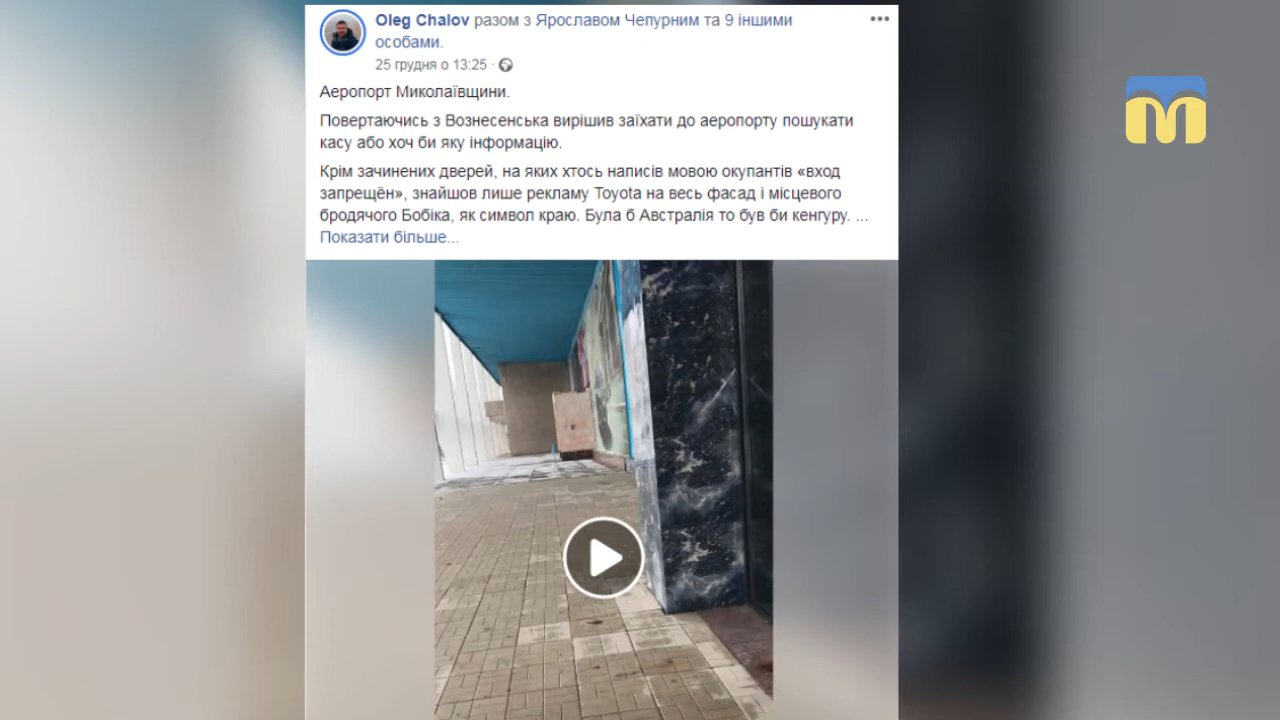 Oleg Chalov разом з Ярославом Чепурним та 9 іншими
особами.
25 грудня о 13:25 ·
Аеропорт Миколаївщини.
Повертаючись з Вознесенська вирішив заїхати до аеропорту пошукати
касу або хоч би яку інформацію.
Крім зачинених дверей, на яких хтось написів мовою окупантів «вход
запрещён», знайшов лише рекламу Toyota на весь фасад і місцевого
бродячого Бобіка, як символ краю. Була б Австралія то був би кенгуру. ...
Показати більше...